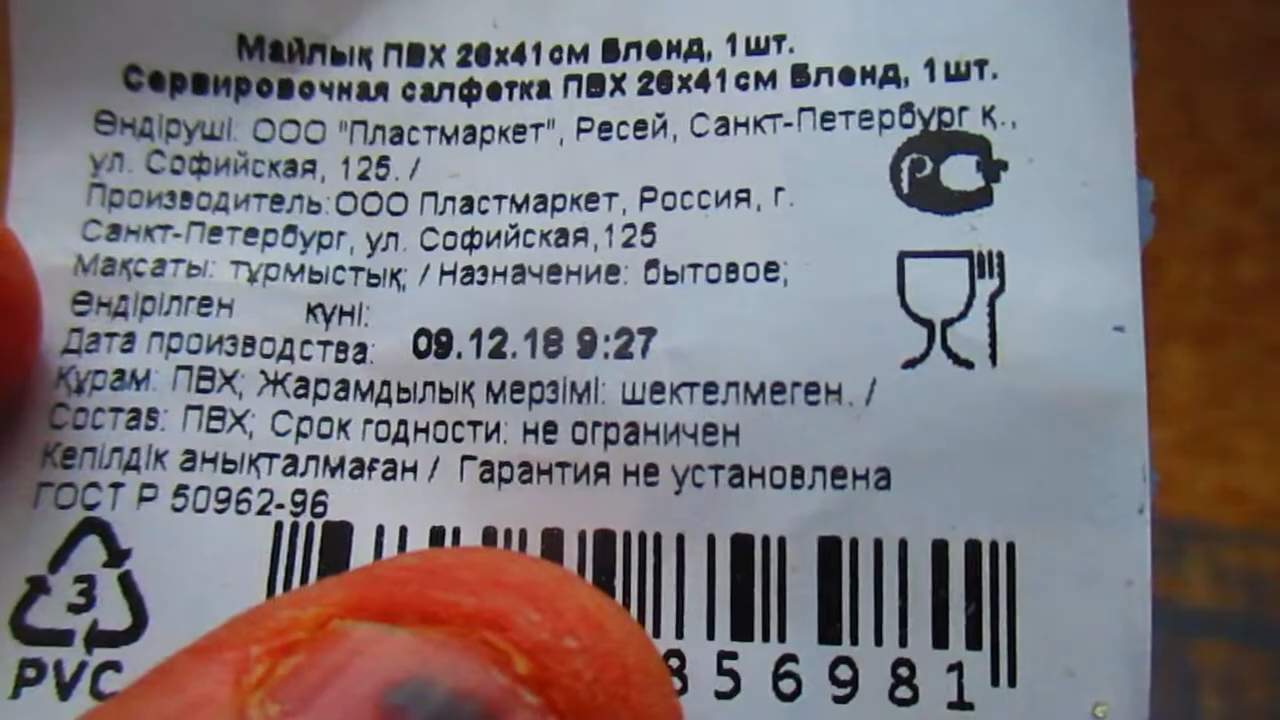 Майлық ПВХ 26х41см Бленд, 1шт.
Сервировочная салфетка ПВХ 26х41см Бленд, 1шт.
Өндіруші: ООО "Пластмаркет", Ресей, Санкт-Петербург қ.,
ул. Софийская, 125. /
Производитель:ООО Пластмаркет, Россия, г.
Санкт-Петербург, ул. Софийская,125
Мақсаты: тұрмыстық; / Назначение: бытовое;
Өндірілген күні:
Дата производства: 09.12.18 9:27
Құрам: ПВХ; Жарамдылық мерзімі: шектелмеген. /
Состав: ПВХ; Срок годности: не ограничен
Кепілдік анықталмаған / Гарантия не установлена
ГОСТ Р 50962-96
3
PVC
856981